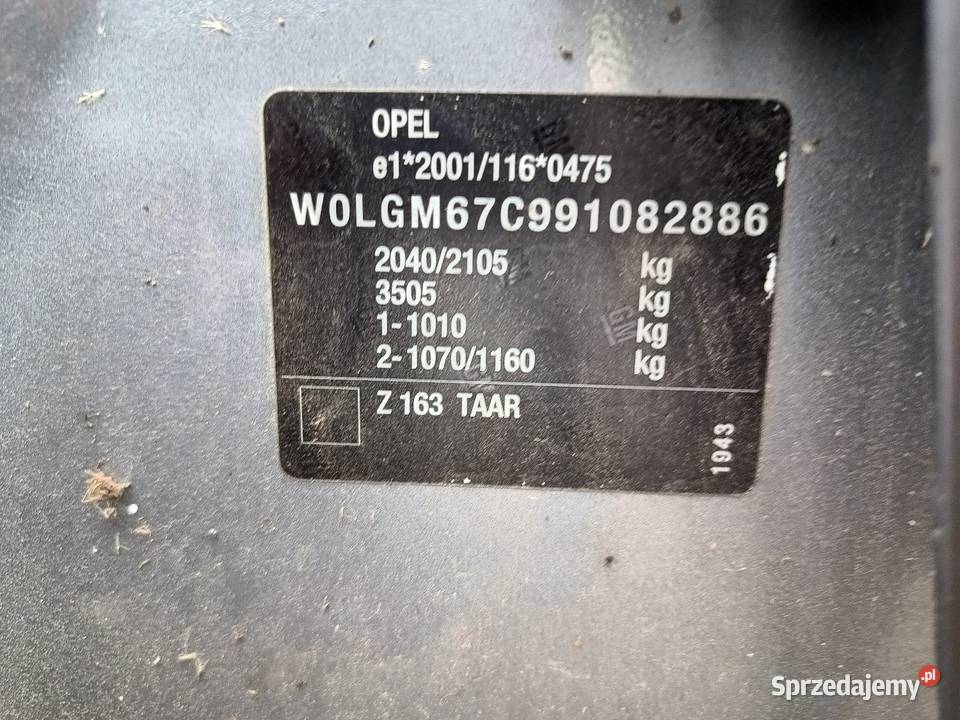 OPEL
e1*2001/116*0475
W0LGM67C991082886
2040/2105 kg
3505 kg
1-1010 kg
2-1070/1160 kg
Z 163 TAAR
1943
Sprzedajemy.pl